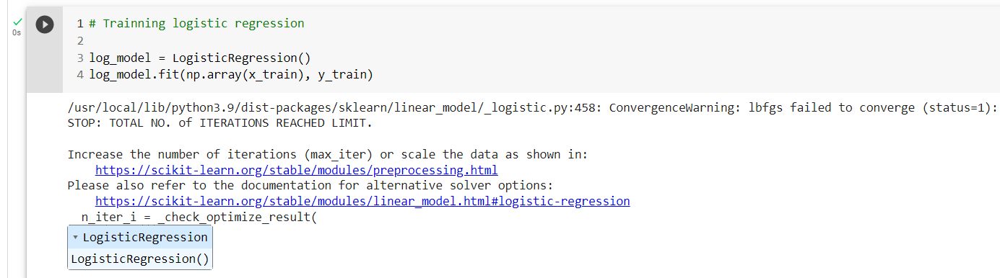 0s
1 # Trainning logistic regression
2
3 log_model = LogisticRegression()
4 log_model.fit(np.array(x_train), y_train)
/usr/local/lib/python3.9/dist-packages/sklearn/linear_model/_logistic.py:458: ConvergenceWarning: lbfgs failed to converge (status=1):
STOP: TOTAL NO. of ITERATIONS REACHED LIMIT.
Increase the number of iterations (max_iter) or scale the data as shown in:
https://scikit-learn.org/stable/modules/preprocessing.html
Please also refer to the documentation for alternative solver options:
https://scikit-learn.org/stable/modules/linear_model.html#logistic-regression
n_iter_i = _check_optimize_result(
LogisticRegression
LogisticRegression()